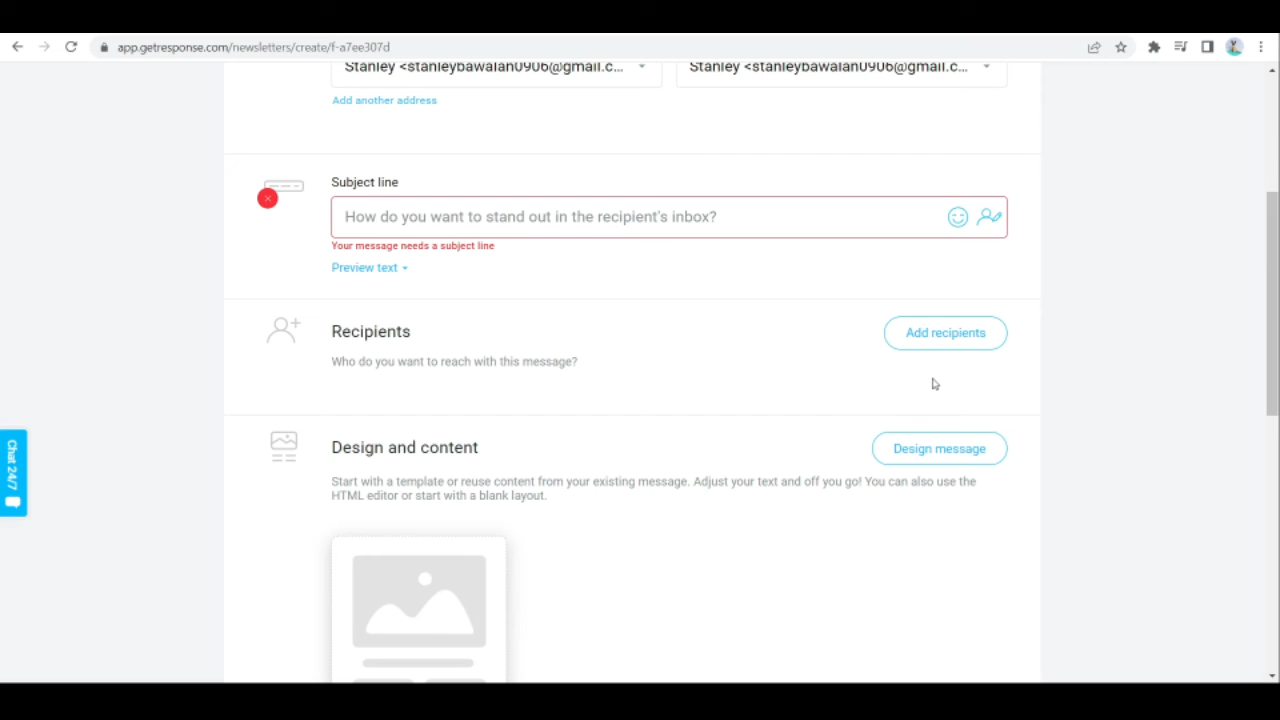 app.getresponse.com/newsletters/create/f-a7ee307d
Stanley <stanleybawalan0906@gmail.c... Stanley <stanleybawalan0906@gmail.c...
Add another address
Subject line
How do you want to stand out in the recipient's inbox?
Your message needs a subject line
Preview text
Recipients
Add recipients
Who do you want to reach with this message?
Chat 24/7
Design and content
Design message
Start with a template or reuse content from your existing message. Adjust your text and off you go! You can also use the
HTML editor or start with a blank layout.